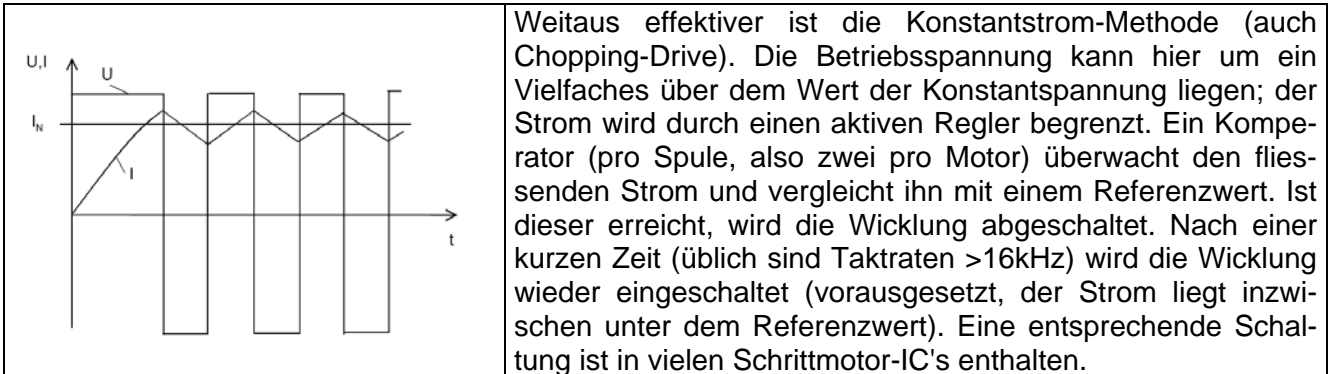 U,I
U
I_N
I
t
Weitaus effektiver ist die Konstantstrom-Methode (auch
Chopping-Drive). Die Betriebsspannung kann hier um ein
Vielfaches über dem Wert der Konstantspannung liegen; der
Strom wird durch einen aktiven Regler begrenzt. Ein Kompe-
rator (pro Spule, also zwei pro Motor) überwacht den flies-
senden Strom und vergleicht ihn mit einem Referenzwert. Ist
dieser erreicht, wird die Wicklung abgeschaltet. Nach einer
kurzen Zeit (üblich sind Taktraten >16kHz) wird die Wicklung
wieder eingeschaltet (vorausgesetzt, der Strom liegt inzwi-
schen unter dem Referenzwert). Eine entsprechende Schal-
tung ist in vielen Schrittmotor-IC's enthalten.